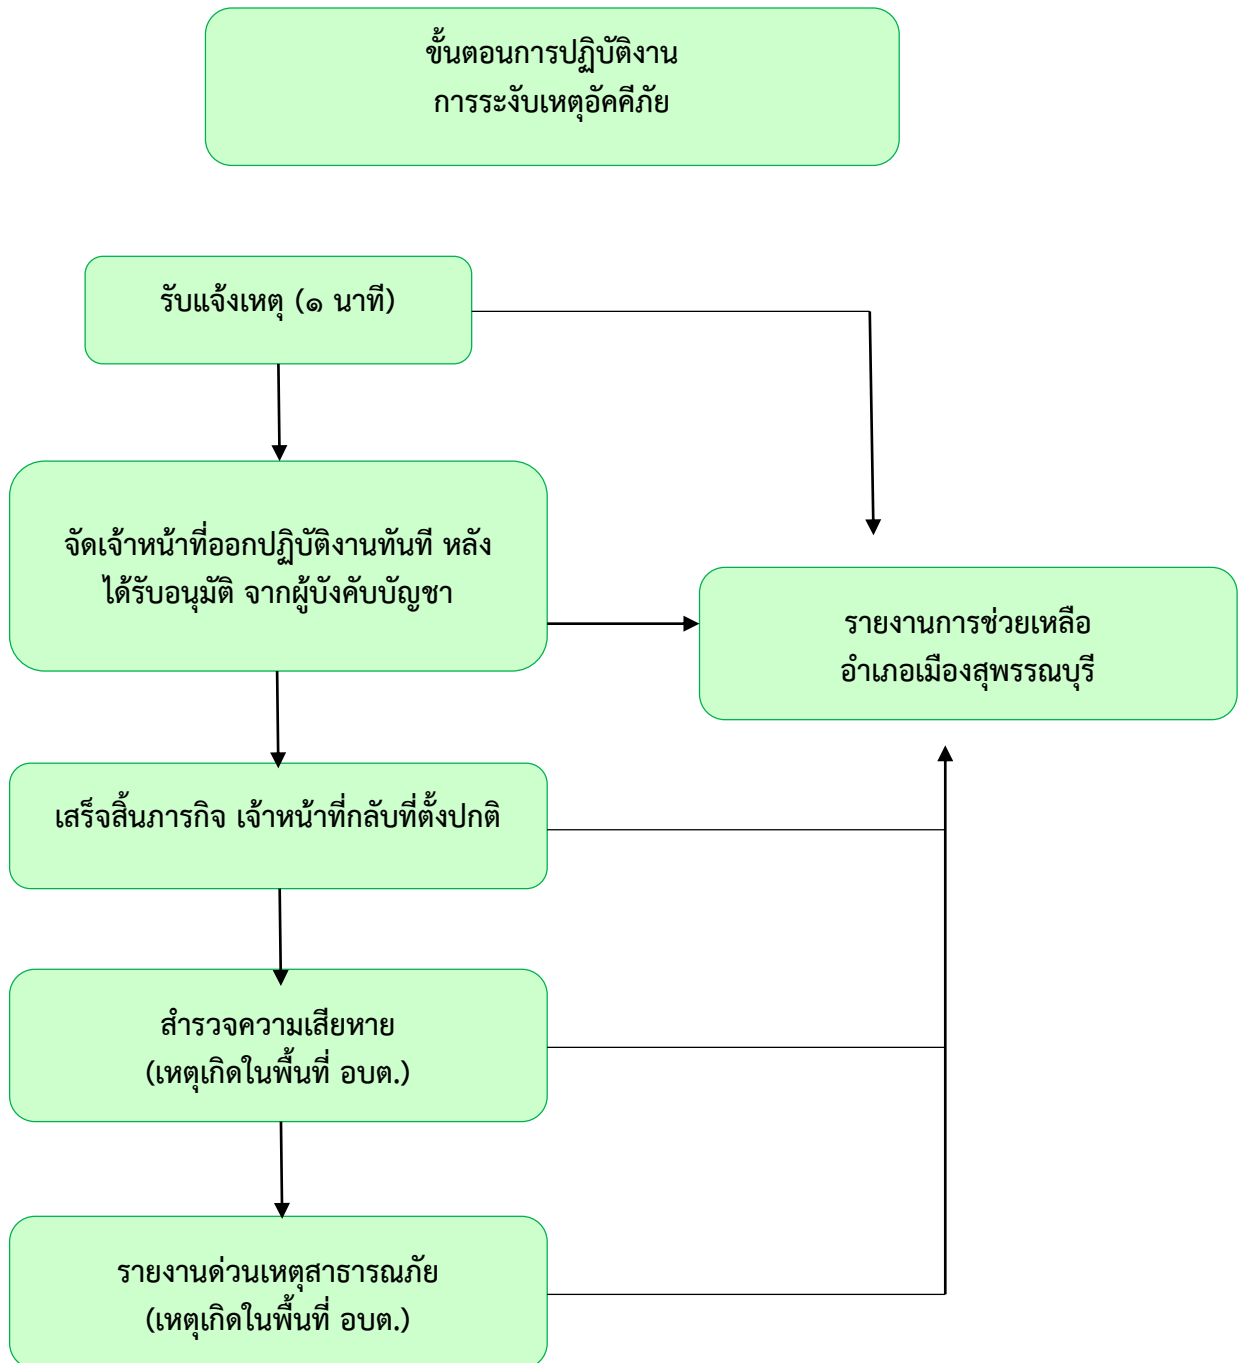 ขั้นตอนการปฏิบัติงาน
การระงับเหตุอัคคีภัย
รับแจ้งเหตุ (๑ นาที)
จัดเจ้าหน้าที่ออกปฏิบัติงานทันที หลัง
ได้รับอนุมัติ จากผู้บังคับบัญชา
รายงานการช่วยเหลือ
อำเภอเมืองสุพรรณบุรี
เสร็จสิ้นภารกิจ เจ้าหน้าที่กลับที่ตั้งปกติ
สำรวจความเสียหาย
(เหตุเกิดในพื้นที่ อบต.)
รายงานด่วนเหตุสาธารณภัย
(เหตุเกิดในพื้นที่ อบต.)